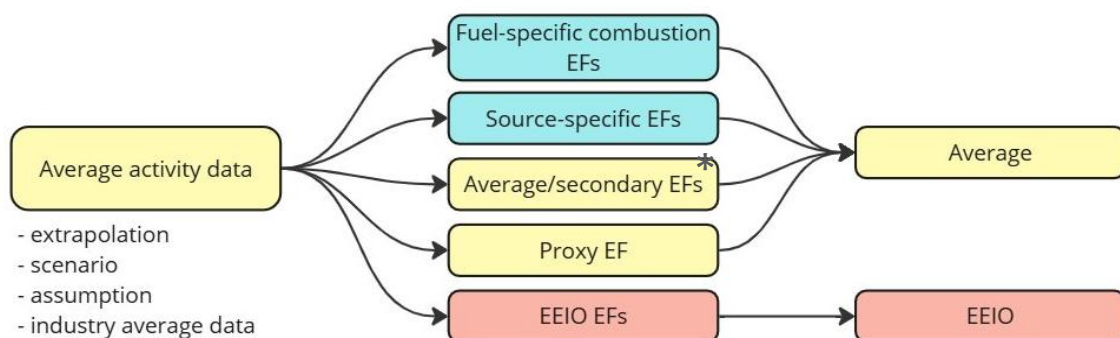 Fuel-specific combustion
EFs
Source-specific EFs
Average activity data
Average/secondary EFs*
Average
- extrapolation
- scenario
- assumption
- industry average data
Proxy EF
EEIO EFs
EEIO